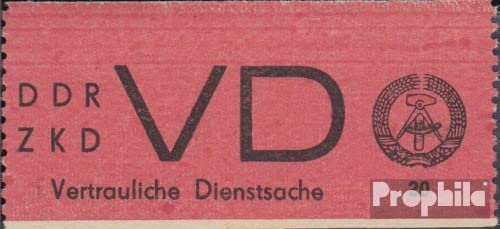 DDR
ZKD
VD
Vertrauliche Dienstsache
20
Prophila